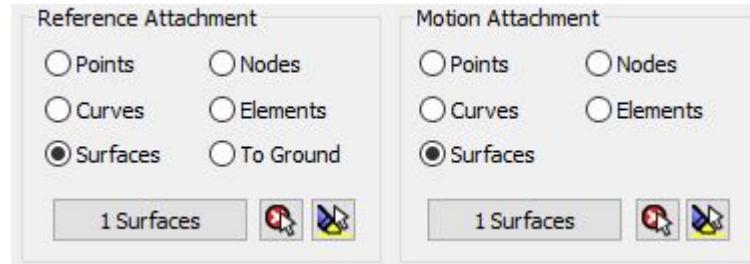 Reference Attachment
Points Nodes
Curves Elements
Surfaces To Ground
1 Surfaces
Motion Attachment
Points Nodes
Curves Elements
Surfaces
1 Surfaces